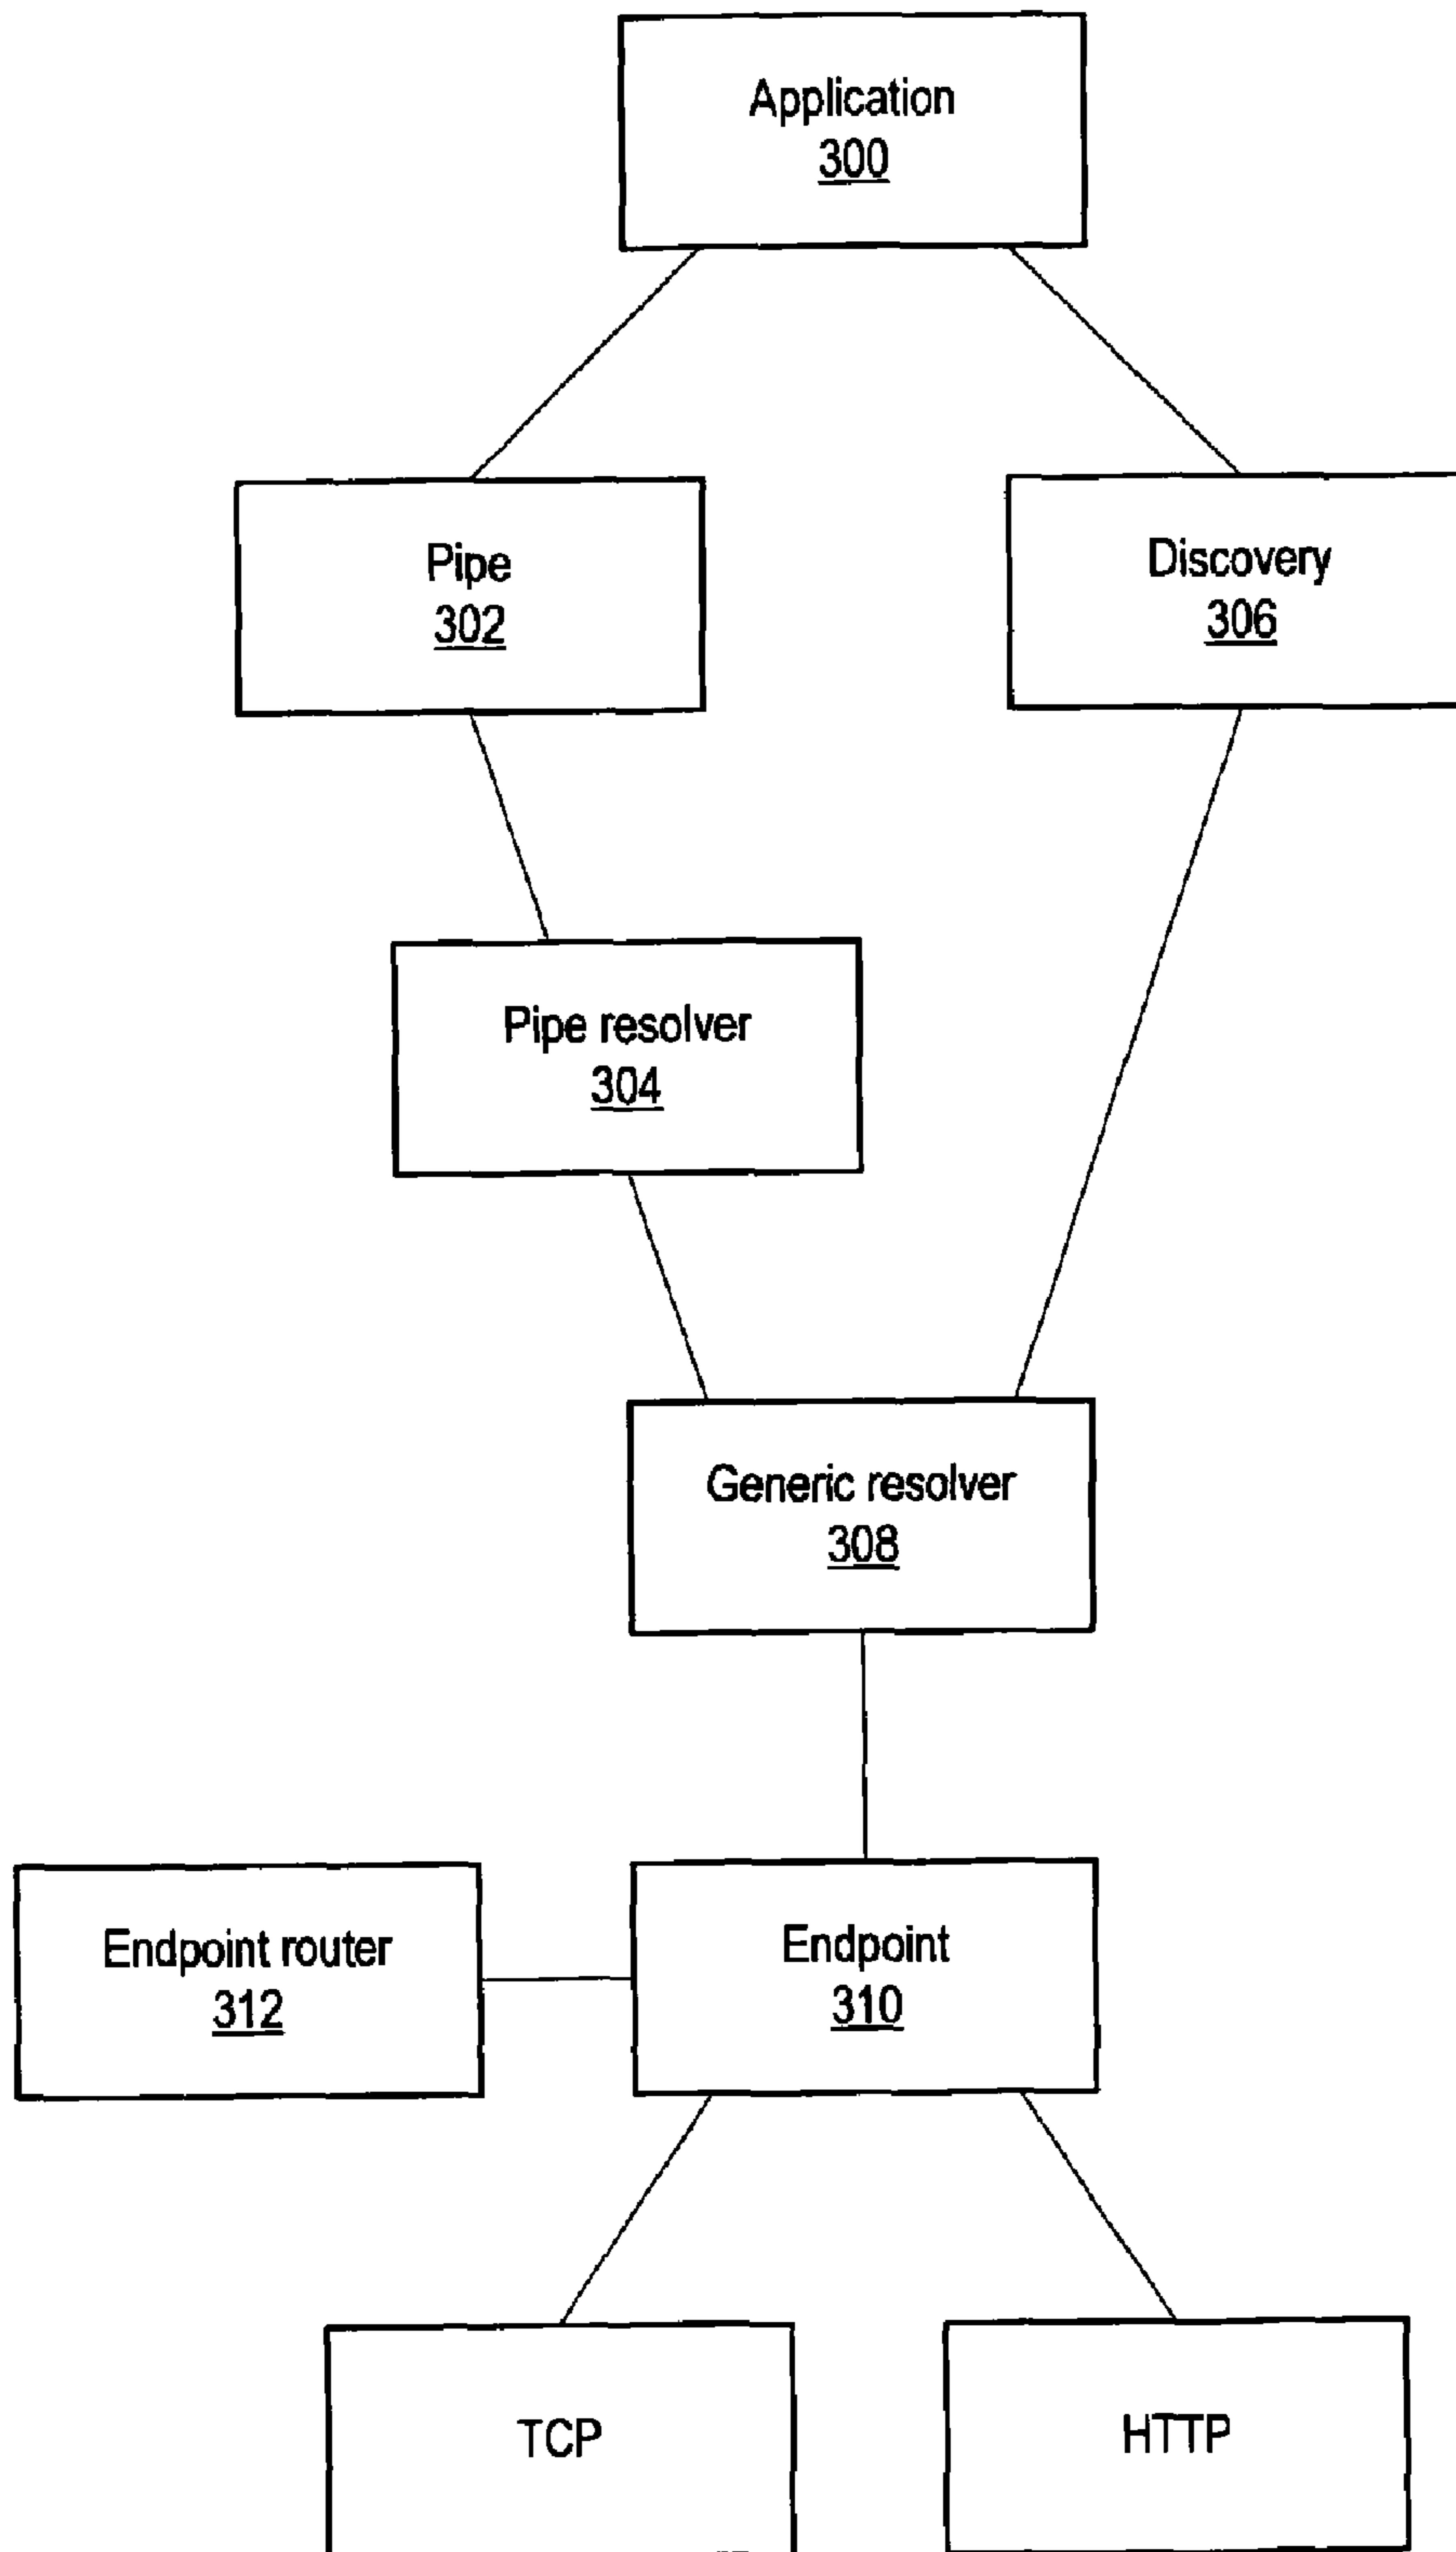 Application
300
Pipe
302
Discovery
306
Pipe resolver
304
Generic resolver
308
Endpoint router
312
Endpoint
310
TCP
HTTP